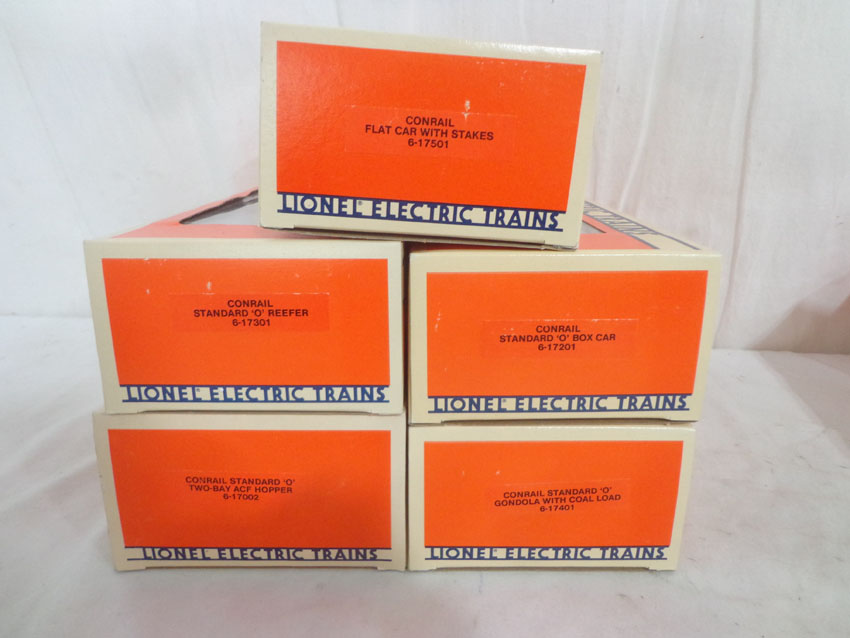 CONRAIL
FLAT CAR WITH STAKES
6-17501
LIONEL ELECTRIC TRAINS
CONRAIL
STANDARD 'O' REEFER
6-17301
LIONEL ELECTRIC TRAINS
CONRAIL
STANDARD 'O' BOX CAR
6-17201
LIONEL ELECTRIC TRAINS
CONRAIL STANDARD 'O'
TWO-BAY ACF HOPPER
6-17002
LIONEL ELECTRIC TRAINS
CONRAIL STANDARD 'O'
GONDOLA WITH COAL LOAD
6-17401
LIONEL ELECTRIC TRAINS